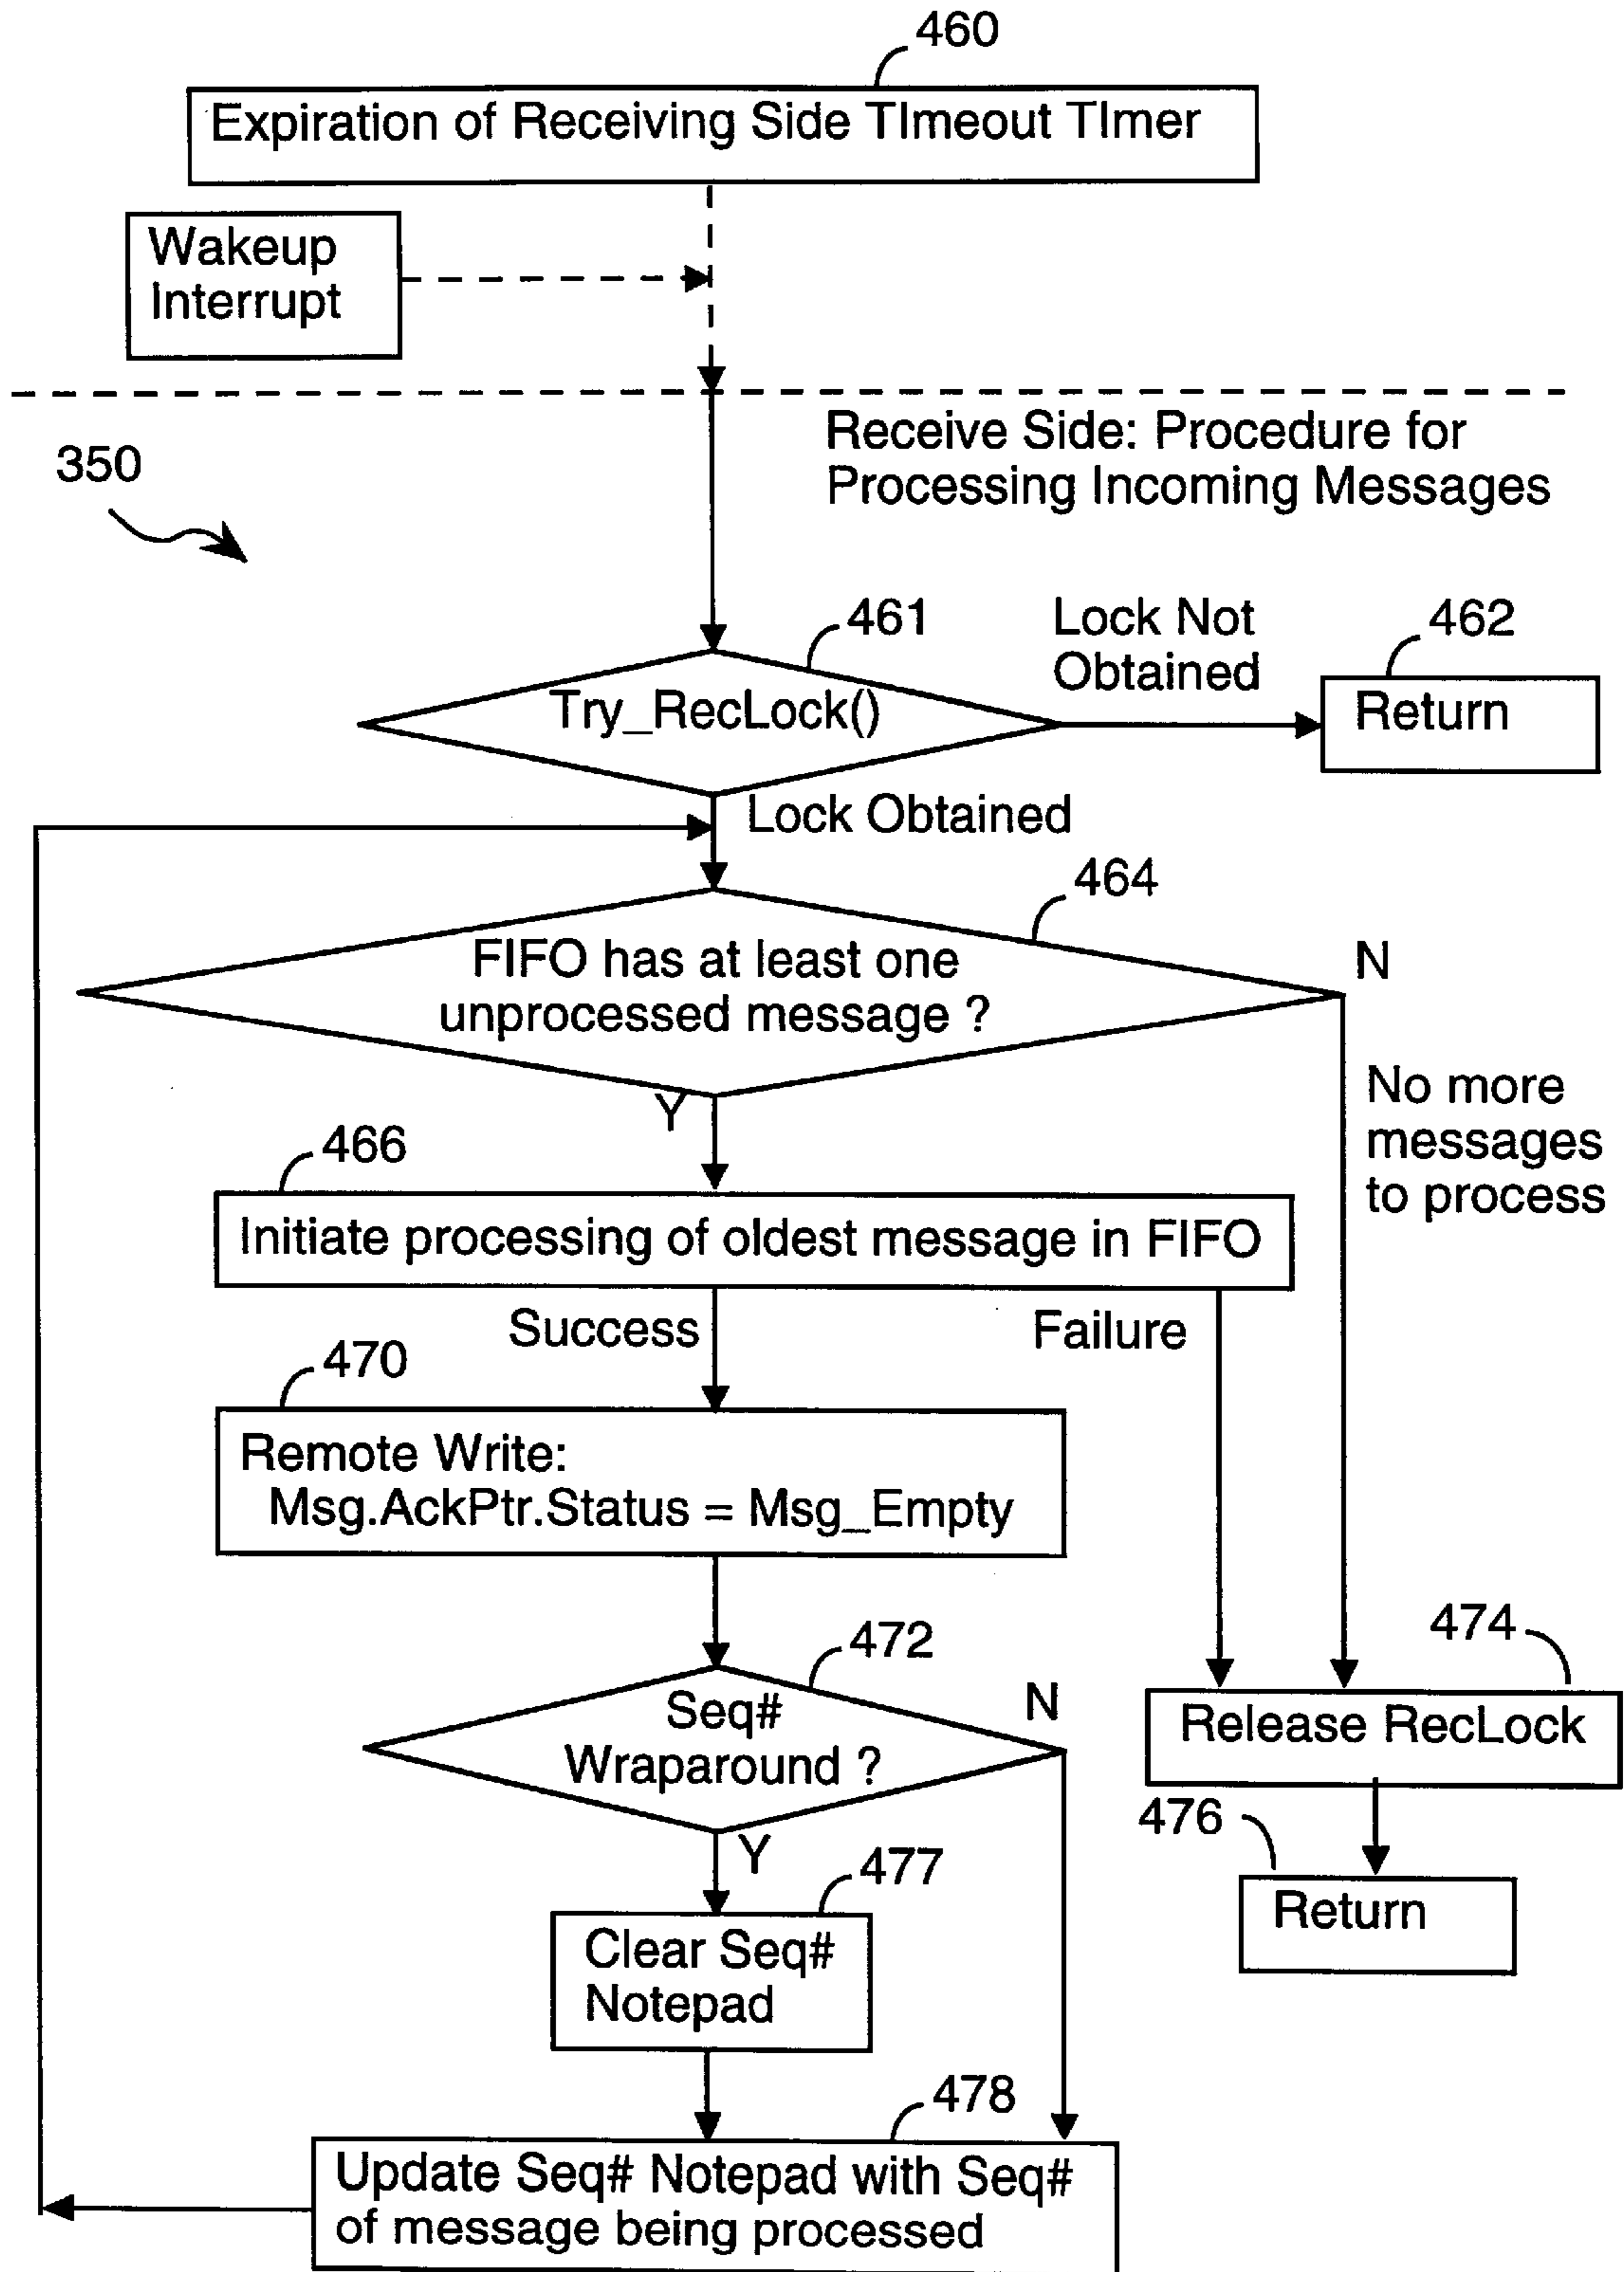 460
Expiration of Receiving Side TImeout TImer
Wakeup
Interrupt
Receive Side: Procedure for
Processing Incoming Messages
350
461
Lock Not
Obtained
462
Try_RecLock()
Return
Lock Obtained
464
FIFO has at least one
unprocessed message ?
N
Y
No more
messages
to process
466
Initiate processing of oldest message in FIFO
Success
Failure
470
Remote Write:
Msg.AckPtr.Status = Msg_Empty
472
474
Seq#
Wraparound ?
N
Release RecLock
476
Y
477
Return
Clear Seq#
Notepad
478
Update Seq# Notepad with Seq#
of message being processed